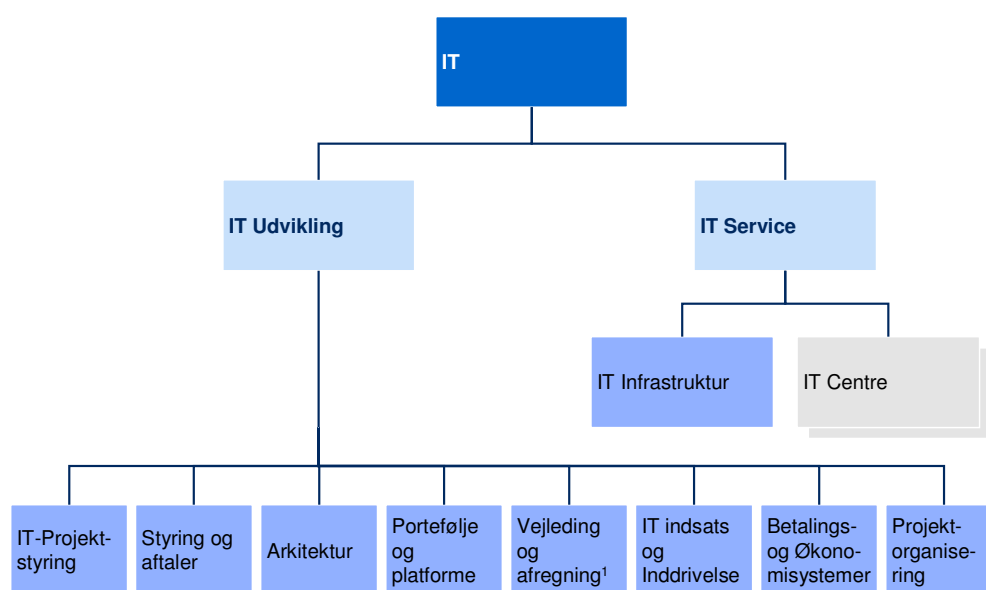 IT
IT Udvikling
IT Service
IT Infrastruktur
IT Centre
IT-Projekt-
styring
Styring og
aftaler
Arkitektur
Portefølje
og
platforme
Vejleding
og
afregning¹
IT indsats
og
Inddrivelse
Betalings-
og Økono-
misystemer
Projekt-
organise-
ring